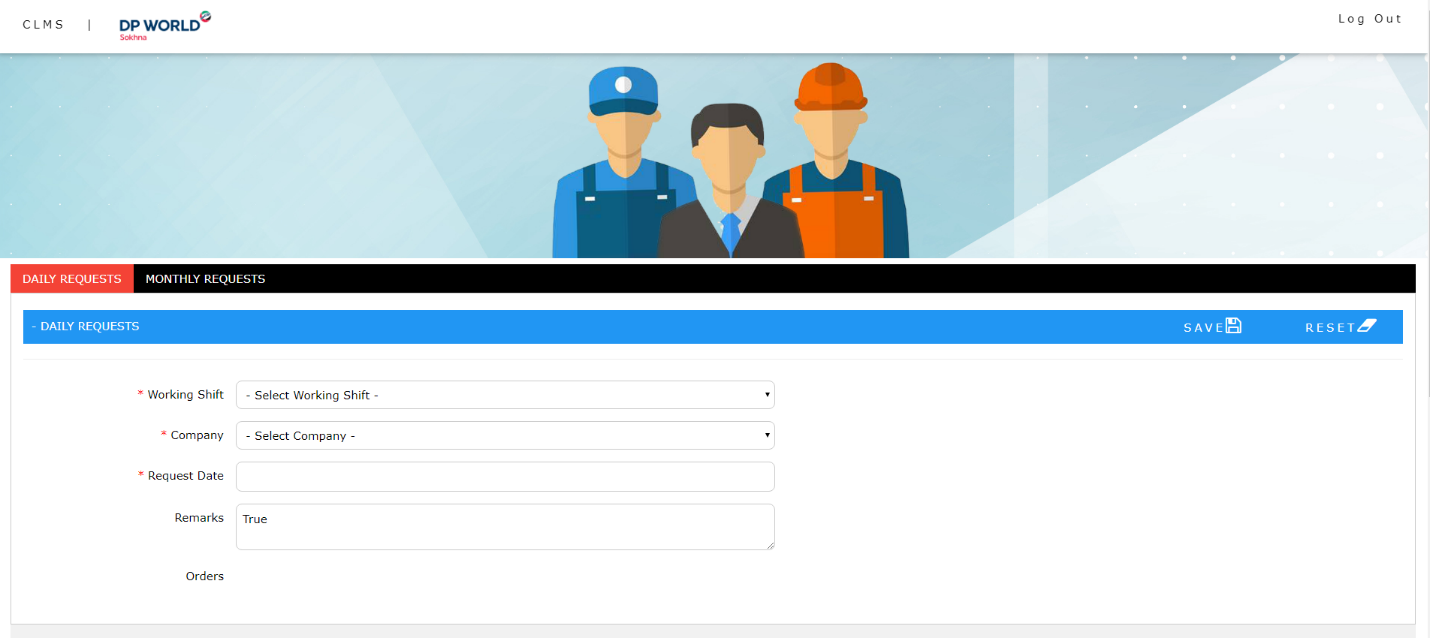 CLMS | DP WORLD Log Out
Sokhna
DAILY REQUESTS MONTHLY REQUESTS
- DAILY REQUESTS SAVE RESET
* Working Shift - Select Working Shift -
* Company - Select Company -
* Request Date
Remarks True
Orders